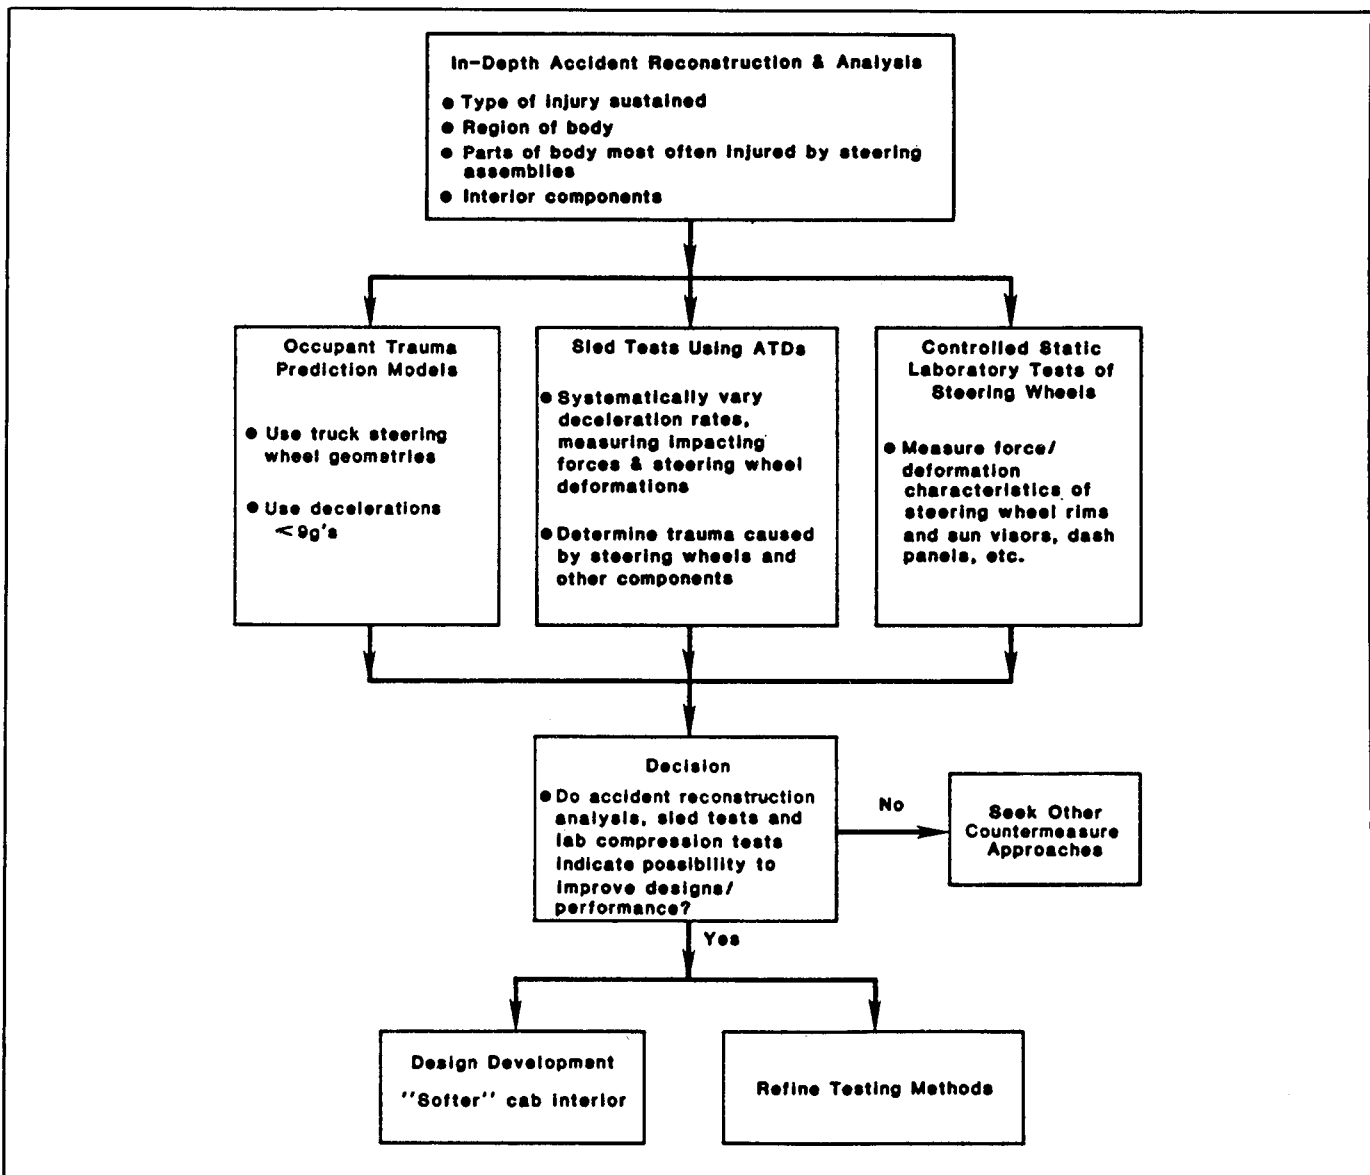 In-Depth Accident Reconstruction & Analysis
● Type of injury sustained
● Region of body
● Parts of body most often injured by steering
assemblies
● Interior components
Occupant Trauma
Prediction Models
● Use truck steering
wheel geometries
● Use decelerations
<9g's
Sled Tests Using ATDs
● Systematically vary
deceleration rates,
measuring impacting
forces & steering wheel
deformations
● Determine trauma caused
by steering wheels and
other components
Controlled Static
Laboratory Tests of
Steering Wheels
● Measure force/
deformation
characteristics of
steering wheel rims
and sun visors, dash
panels, etc.
Decision
● Do accident reconstruction
analysis, sled tests and
lab compression tests
indicate possibility to
improve designs/
performance?
No
Seek Other
Countermeasure
Approaches
Yes
Design Development
"Softer" cab interior
Refine Testing Methods